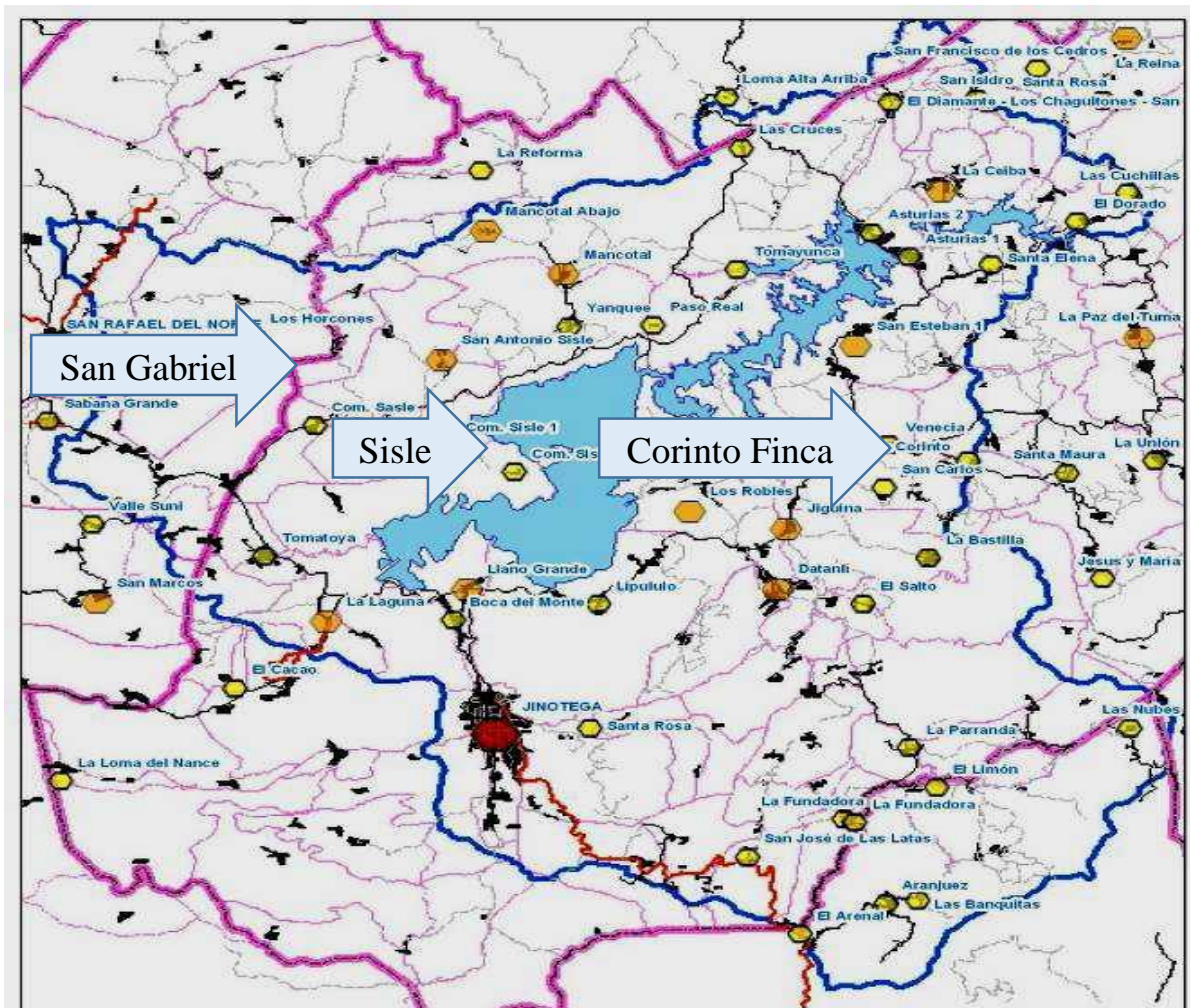 San Francisco de los Cedros
La Reina
San Isidro
Santa Rosa
Loma Alta Arriba
El Diamante - Los Chaguitones - San
Las Cruces
La Reforma
La Ceiba
Las Cuchillas
Mancotal Abajo
Asturias 2
El Dorado
Asturias 1
Mancotal
Tomayunca
Santa Elena
Yanquee
Paso Real
SAN RAFAEL DEL NORTE
Los Horcones
San Esteban 1
La Paz del Tuma
San Antonio Sisle
San Gabriel
Sabana Grande
Com. Sasle
Com. Sisle 1
Venecia
Sisle
Com. Sis
Corinto Finca
Corinto
La Unión
San Carlos
Santa Maura
Los Robles
Valle Suni
Jiguina
Tomatoya
La Bastilla
San Marcos
Llano Grande
Lipululo
Datanli
Jesus y Maria
La Laguna
Boca del Monte
El Salto
El Cacao
JINOTEGA
Santa Rosa
La Parranda
Las Nubes
La Loma del Nance
El Limón
La Fundadora
La Fundadora
San José de Las Latas
Aranjuez
Las Banquitas
El Arenal